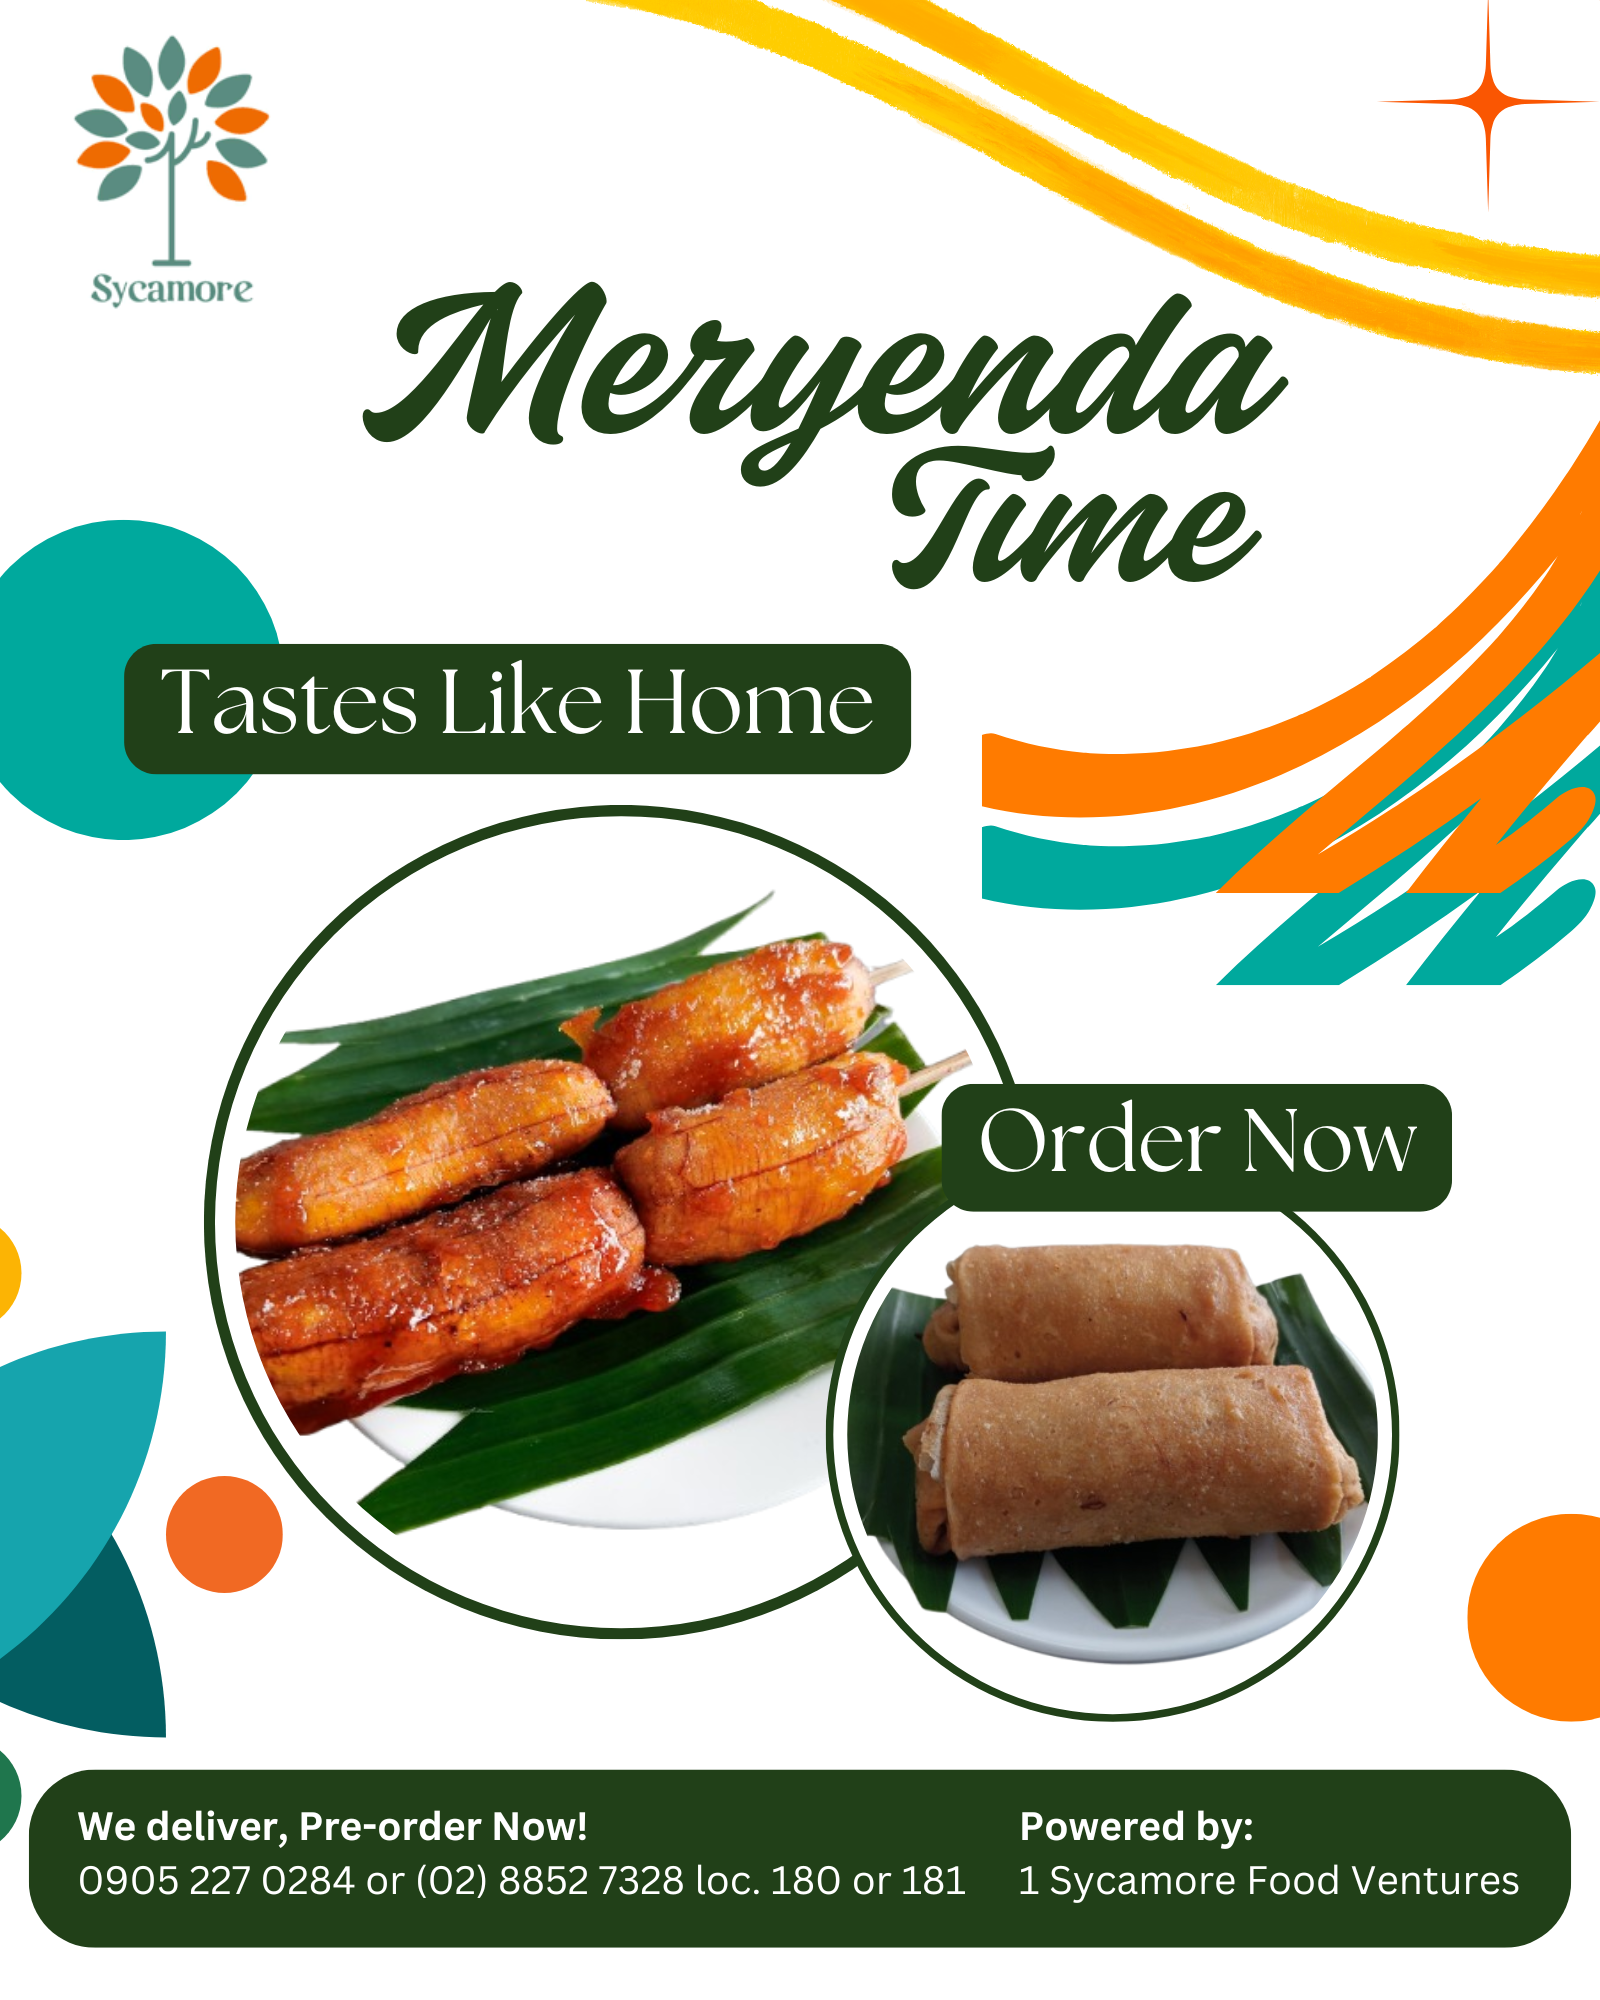 Sycamore
Meryenda
Time
Tastes Like Home
Order Now
We deliver, Pre-order Now!
0905 227 0284 or (02) 8852 7328 loc. 180 or 181
Powered by:
1 Sycamore Food Ventures